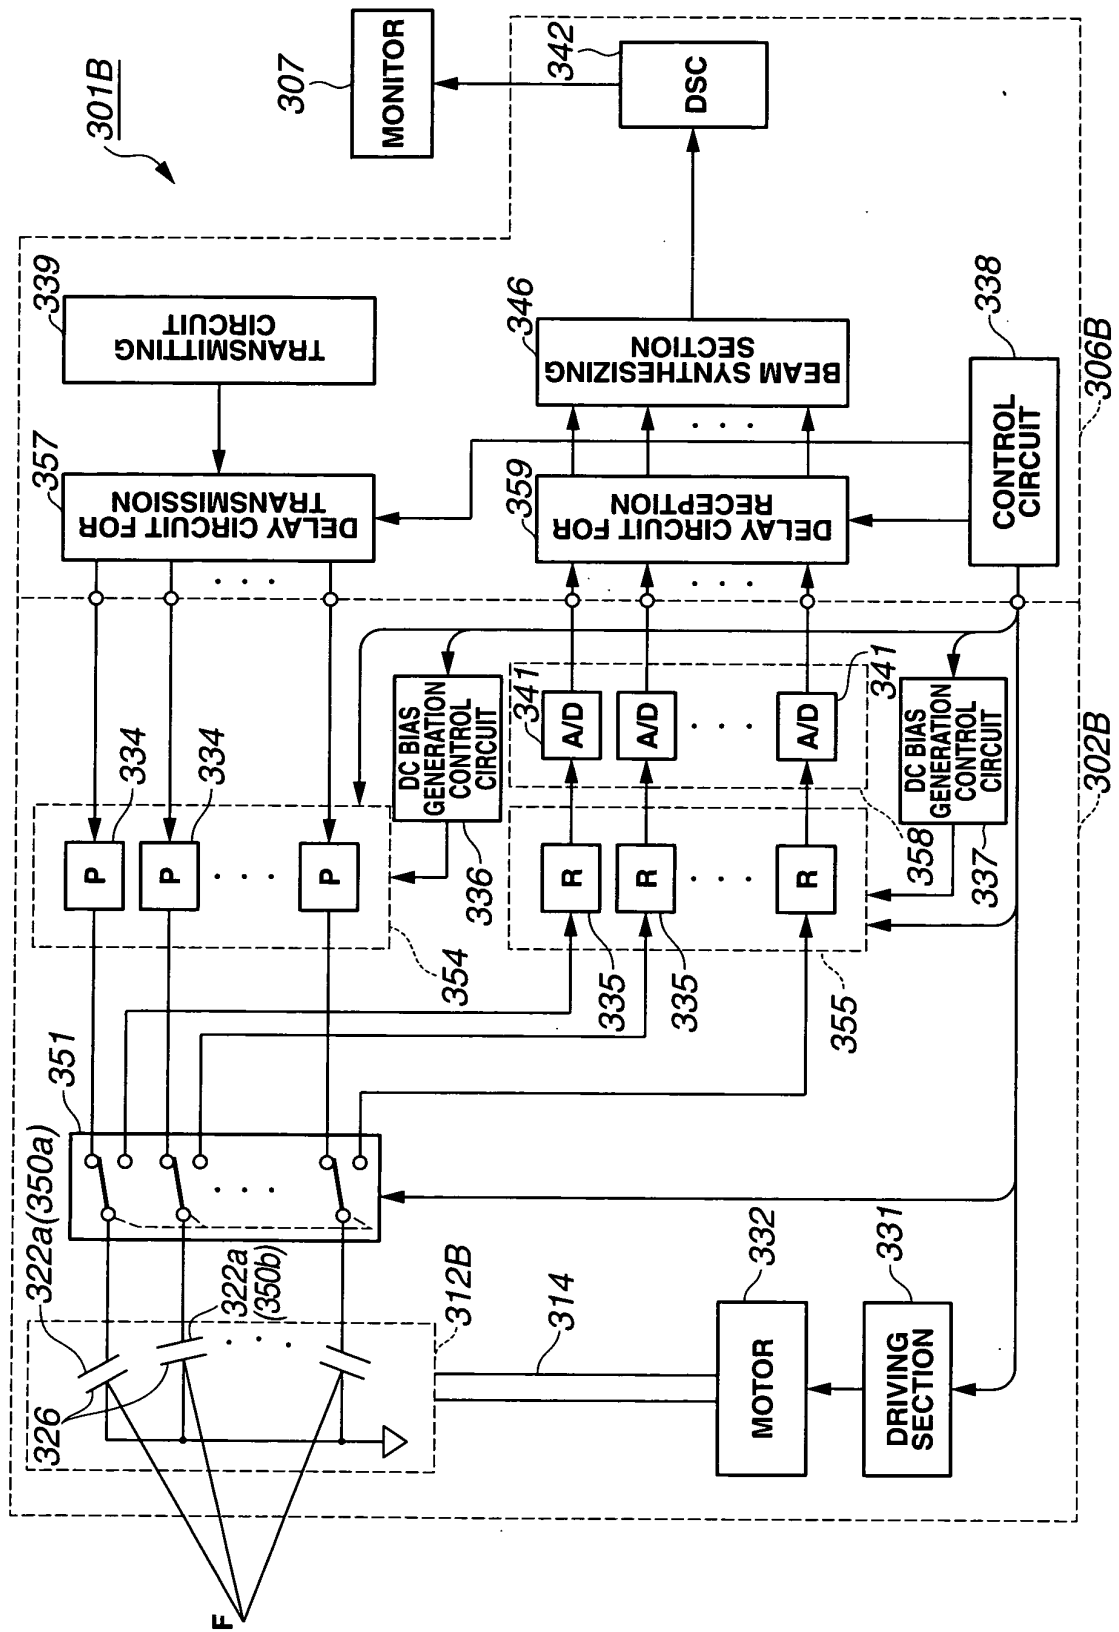 301B
307
MONITOR
342
DSC
339
TRANSMITTING
CIRCUIT
346
BEAM SYNTHESIZING
SECTION
338
CONTROL
CIRCUIT
306B
357
DELAY CIRCUIT FOR
TRANSMISSION
359
DELAY CIRCUIT FOR
RECEPTION
334
334
P
P
P
DC BIAS
GENERATION
CONTROL
CIRCUIT
336
354
341
A/D
A/D
A/D
341
358
R
R
R
335
335
355
DC BIAS
GENERATION
CONTROL
CIRCUIT
337
302B
351
322a(350a)
322a
(350b)
326
312B
314
332
MOTOR
331
DRIVING
SECTION
F